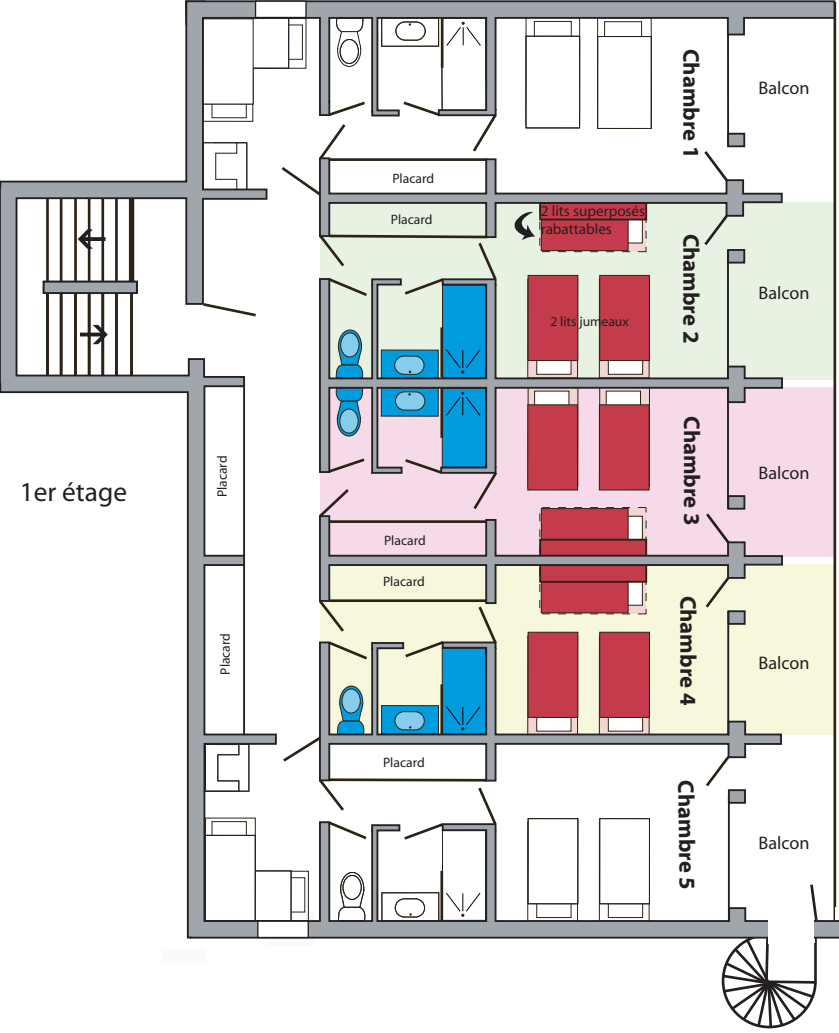 Chambre 1
Balcon
Placard
Placard
2 lits superposés
rabattables
Chambre 2
Balcon
2 lits jumeaux
Placard
1er étage
Chambre 3
Balcon
Placard
Placard
Placard
Chambre 4
Balcon
Placard
Chambre 5
Balcon